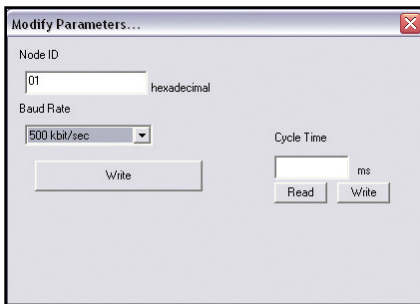 Modify Parameters...
Node ID
01
hexadecimal
Baud Rate
500 kbit/sec
Write
Cycle Time
ms
Read
Write